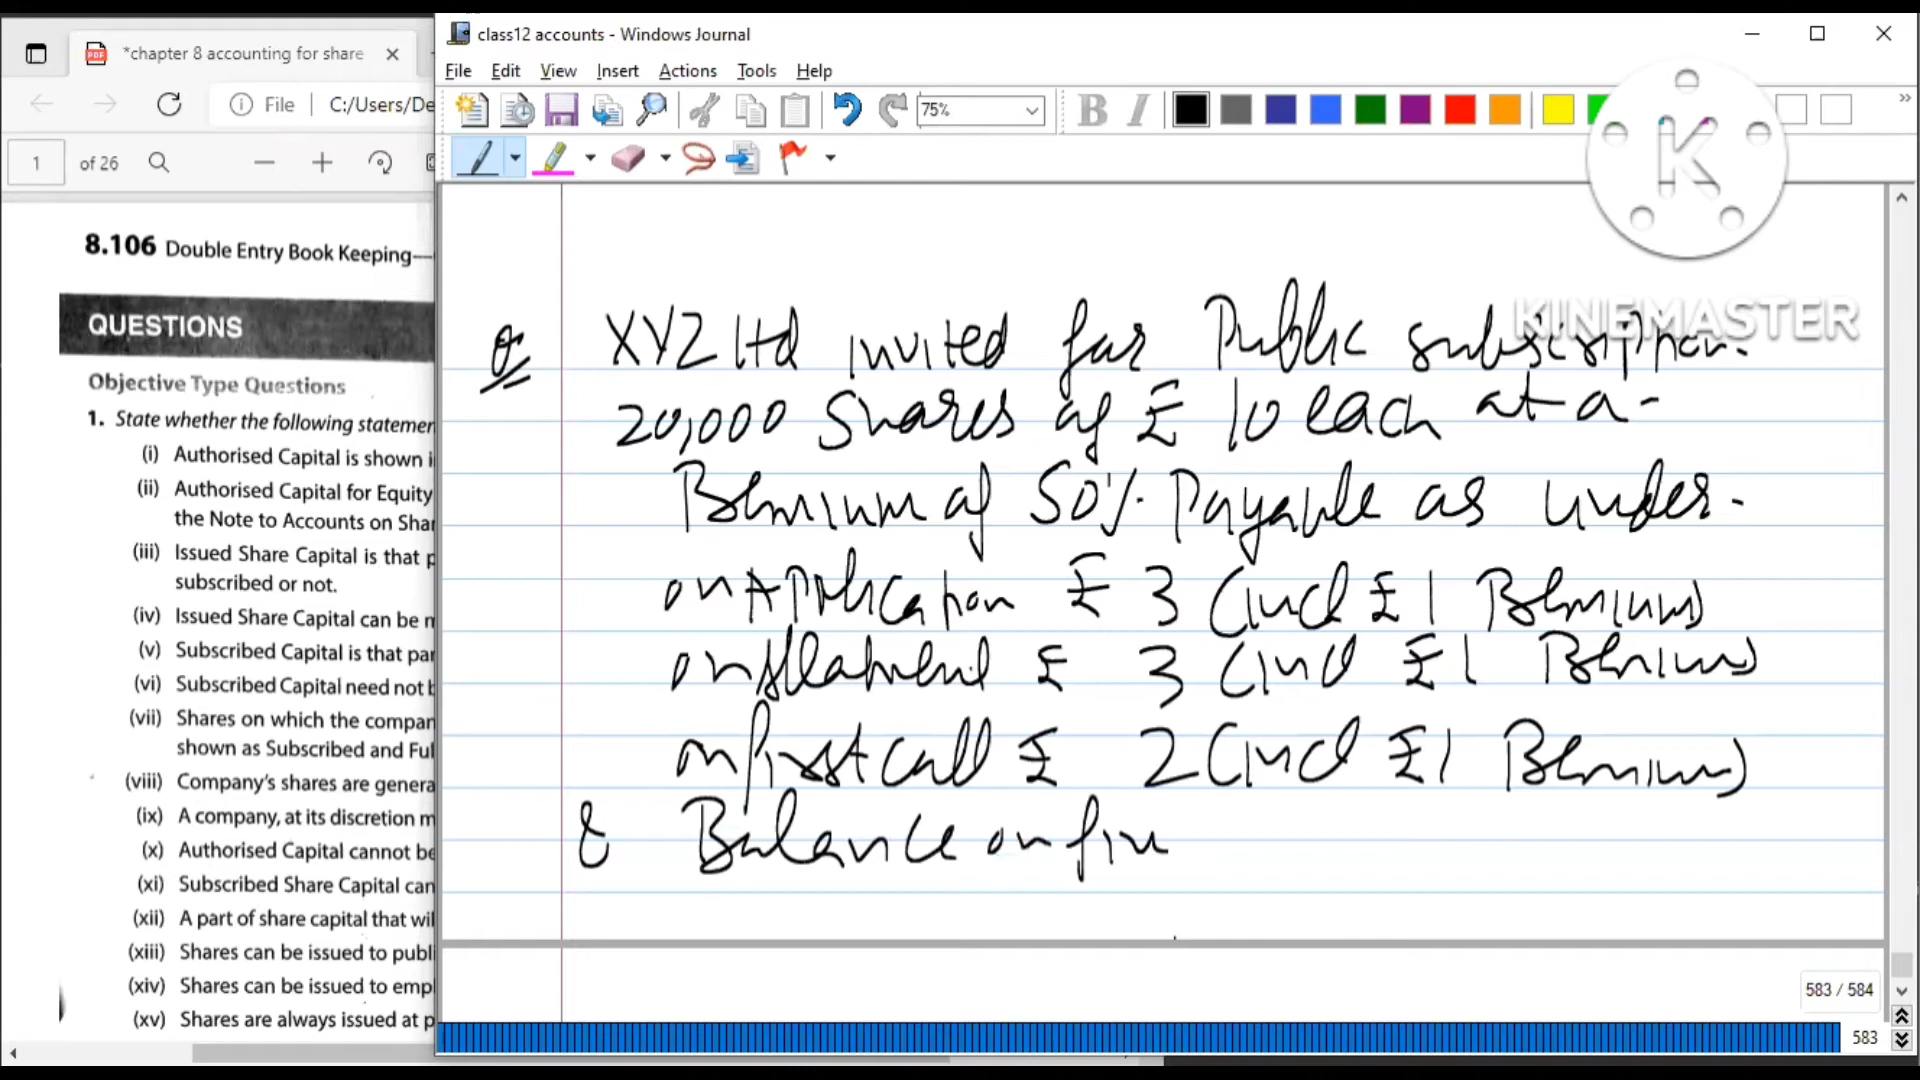 *chapter 8 accounting for share
File C:/Users/De
1 of 26
8.106 Double Entry Book Keeping—
QUESTIONS
Objective Type Questions
1. State whether the following statemen
(i) Authorised Capital is shown i
(ii) Authorised Capital for Equity
the Note to Accounts on Shar
(iii) Issued Share Capital is that p
subscribed or not.
(iv) Issued Share Capital can be m
(v) Subscribed Capital is that par
(vi) Subscribed Capital need not b
(vii) Shares on which the compan
shown as Subscribed and Ful
(viii) Company's shares are genera
(ix) A company, at its discretion m
(x) Authorised Capital cannot be
(xi) Subscribed Share Capital can
(xii) A part of share capital that wil
(xiii) Shares can be issued to publi
(xiv) Shares can be issued to empl
(xv) Shares are always issued at p
class12 accounts - Windows Journal
File Edit View Insert Actions Tools Help
75% B I
K
KINEMASTER
Q XYZ ltd invited for Public subscription.
20,000 Shares of ₹ 10 each at a -
Premium of 50% Payable as under-
on Application ₹ 3 (incl ₹1 Premium)
on Allotment ₹ 3 (incl ₹1 Premium)
on first call ₹ 2 (incl ₹1 Premium)
& Balance on fin
583 / 584
583